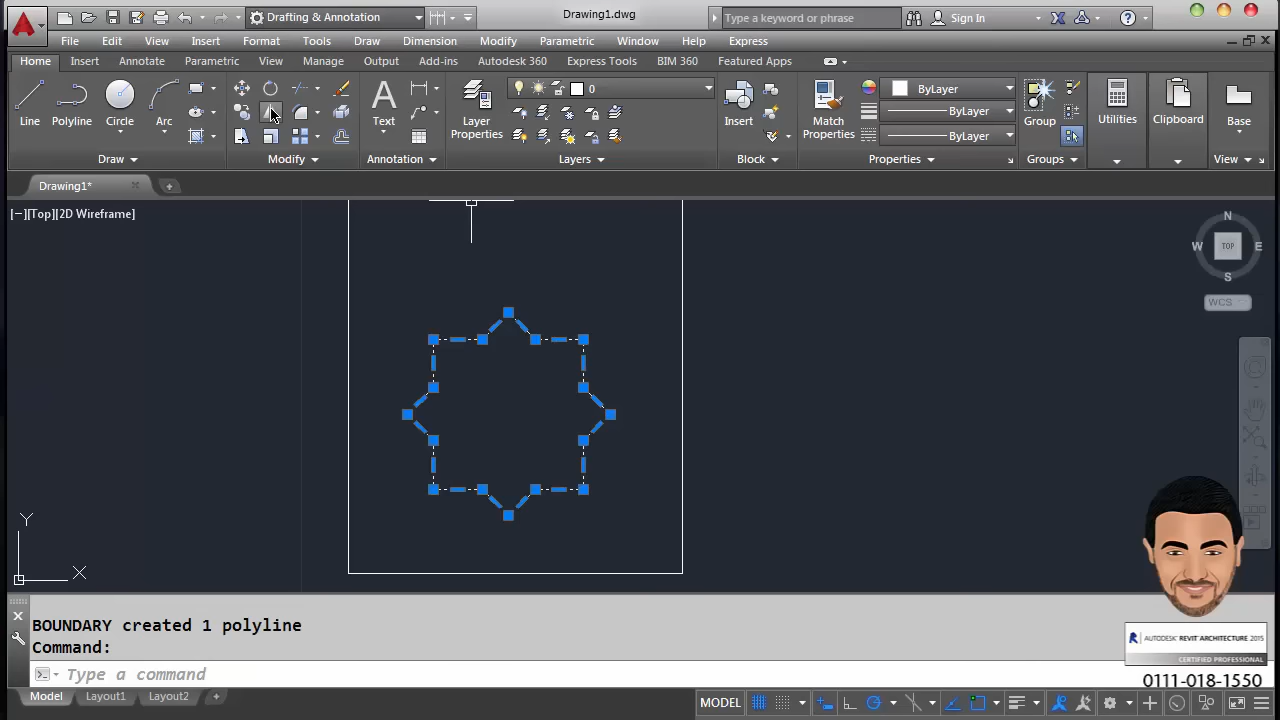 Drafting & Annotation
Drawing1.dwg
Type a keyword or phrase
Sign In
File Edit View Insert Format Tools Draw Dimension Modify Parametric Window Help Express
Home Insert Annotate Parametric View Manage Output Add-ins Autodesk 360 Express Tools BIM 360 Featured Apps
Line Polyline Circle Arc
Text
Layer Properties
0
Insert
Match Properties
ByLayer
ByLayer
ByLayer
Group
Utilities
Clipboard
Base
Draw Modify Annotation Layers Block Properties Groups View
Drawing1*
[−][Top][2D Wireframe]
N
W TOP E
S
WCS
Y
X
BOUNDARY created 1 polyline
Command:
Type a command
AUTODESK REVIT ARCHITECTURE 2015
CERTIFIED PROFESSIONAL
0111-018-1550
Model Layout1 Layout2
MODEL